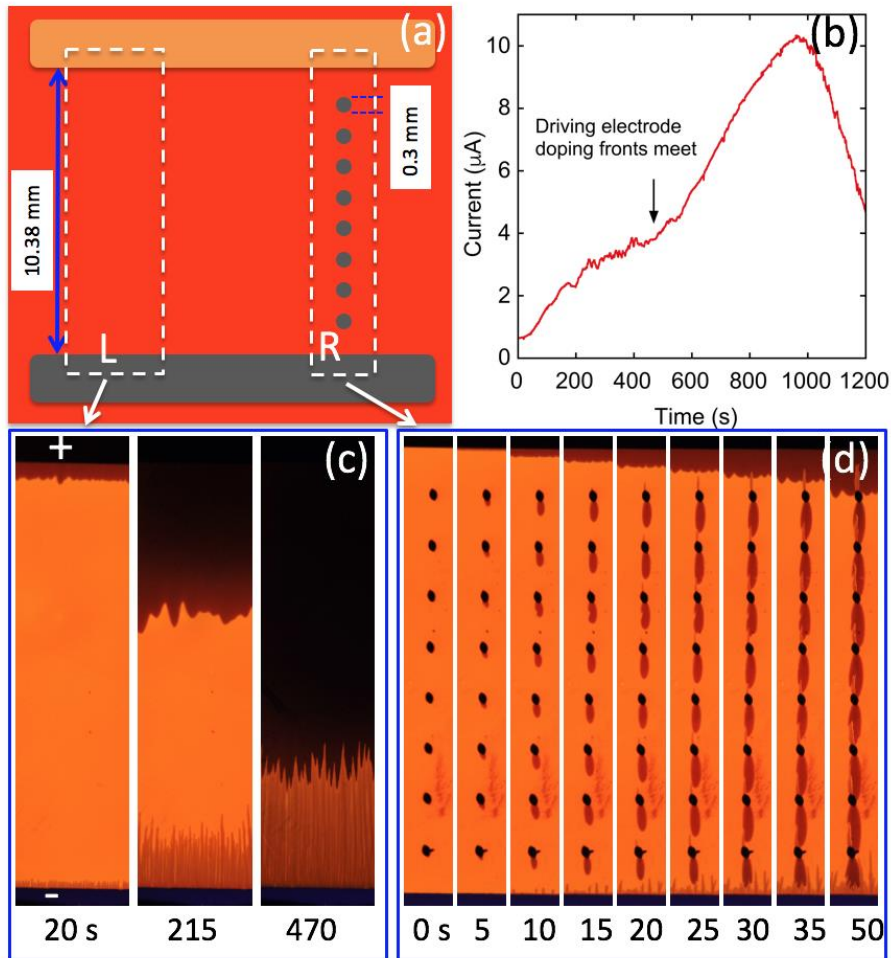 (a)
10.38 mm
0.3 mm
L
R
(b)
Current (μA)
10
8
6
4
2
0
Driving electrode
doping fronts meet
0 200 400 600 800 1000 1200
Time (s)
(c)
+
-
20 s 215 470
(d)
0 s 5 10 15 20 25 30 35 50